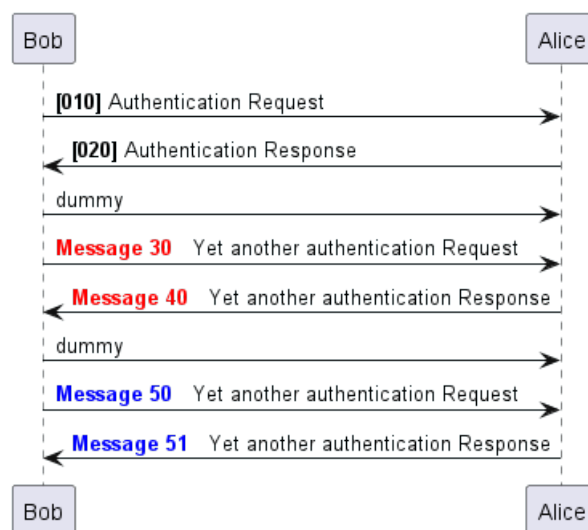 Bob Alice
[010] Authentication Request
[020] Authentication Response
dummy
Message 30 Yet another authentication Request
Message 40 Yet another authentication Response
dummy
Message 50 Yet another authentication Request
Message 51 Yet another authentication Response
Bob Alice